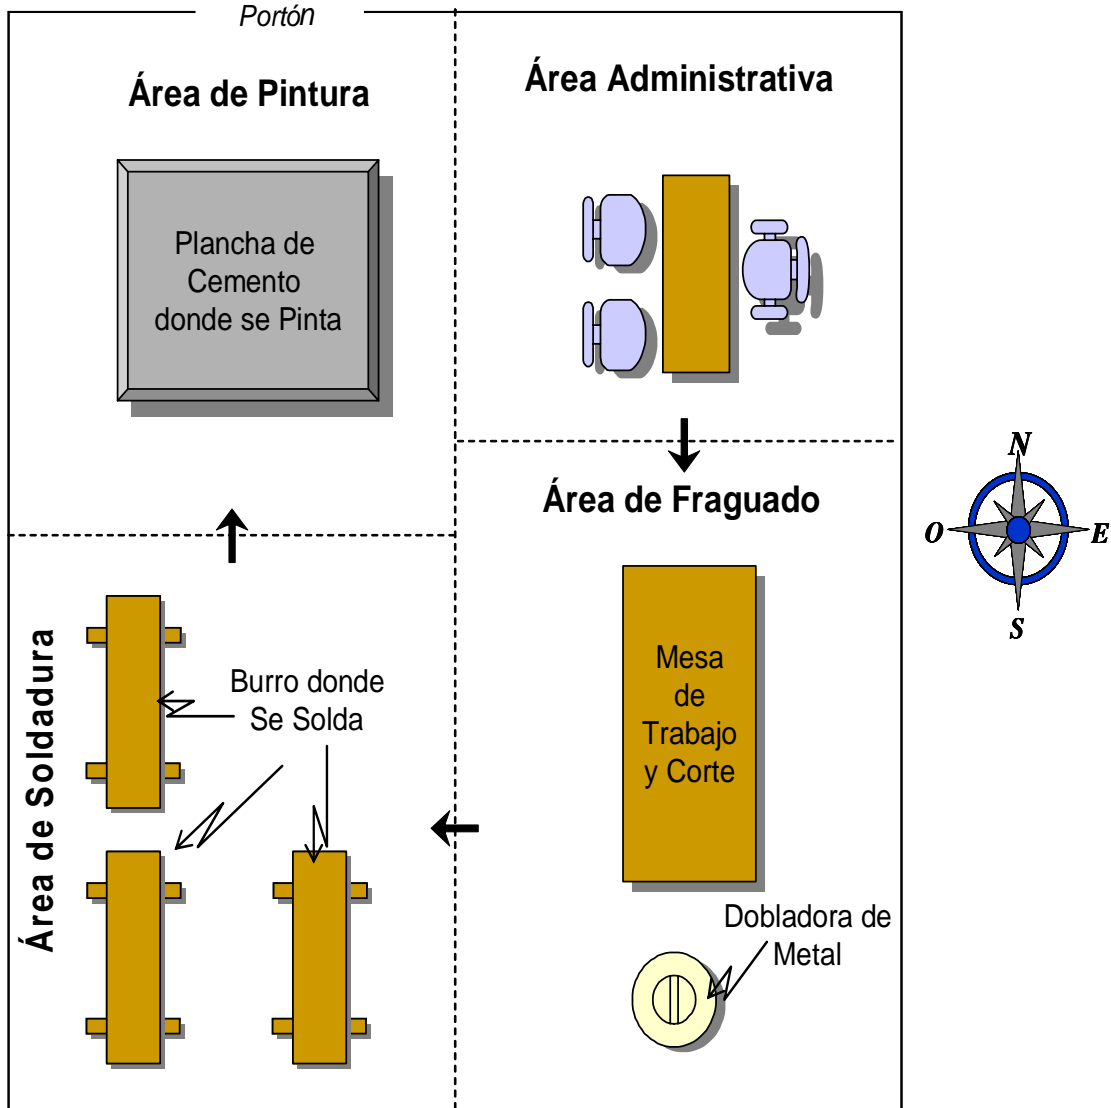 Portón
Área de Pintura
Área Administrativa
Plancha de
Cemento
donde se Pinta
Área de Fraguado
N
O
E
S
Mesa
de
Trabajo
y Corte
Área de Soldadura
Burro donde
Se Solda
Dobladora de
Metal